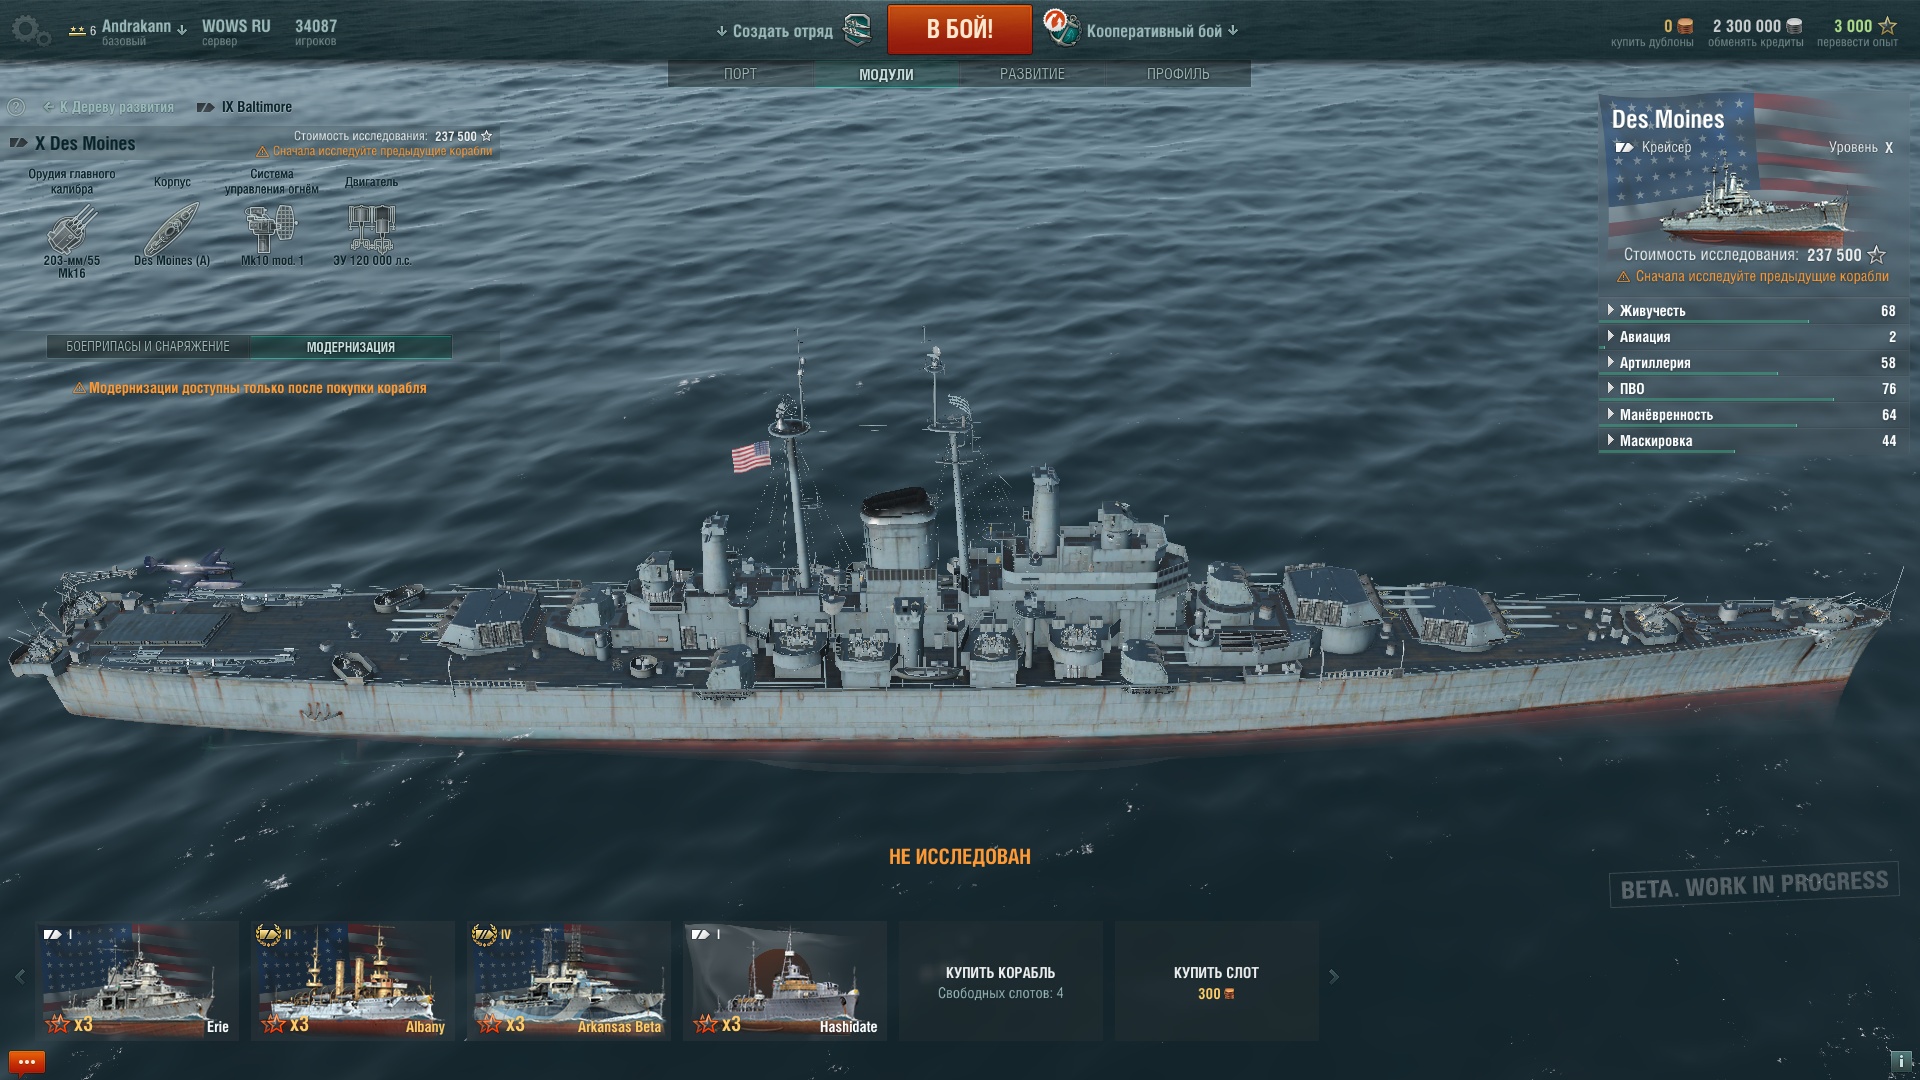 6 Andrakann
базовый
WOWS RU
сервер
34087
игроков
Создать отряд
В БОЙ!
Кооперативный бой
0
купить дублоны
2 300 000
обменять кредиты
3 000
перевести опыт
ПОРТ
МОДУЛИ
РАЗВИТИЕ
ПРОФИЛЬ
К Дереву развития
IX Baltimore
X Des Moines
Стоимость исследования: 237 500
Сначала исследуйте предыдущие корабли
Орудия главного
калибра
Корпус
Система
управления огнём
Двигатель
203-мм/55
Mk16
Des Moines (A)
Mk10 mod. 1
ЭУ 120 000 л.с.
БОЕПРИПАСЫ И СНАРЯЖЕНИЕ
МОДЕРНИЗАЦИЯ
Модернизации доступны только после покупки корабля
Des Moines
Крейсер
Уровень X
Стоимость исследования: 237 500
Сначала исследуйте предыдущие корабли
Живучесть 68
Авиация 2
Артиллерия 58
ПВО 76
Манёвренность 64
Маскировка 44
НЕ ИССЛЕДОВАН
BETA. WORK IN PROGRESS
I
x3
Erie
II
x3
Albany
IV
x3
Arkansas Beta
I
x3
Hashidate
КУПИТЬ КОРАБЛЬ
Свободных слотов: 4
КУПИТЬ СЛОТ
300